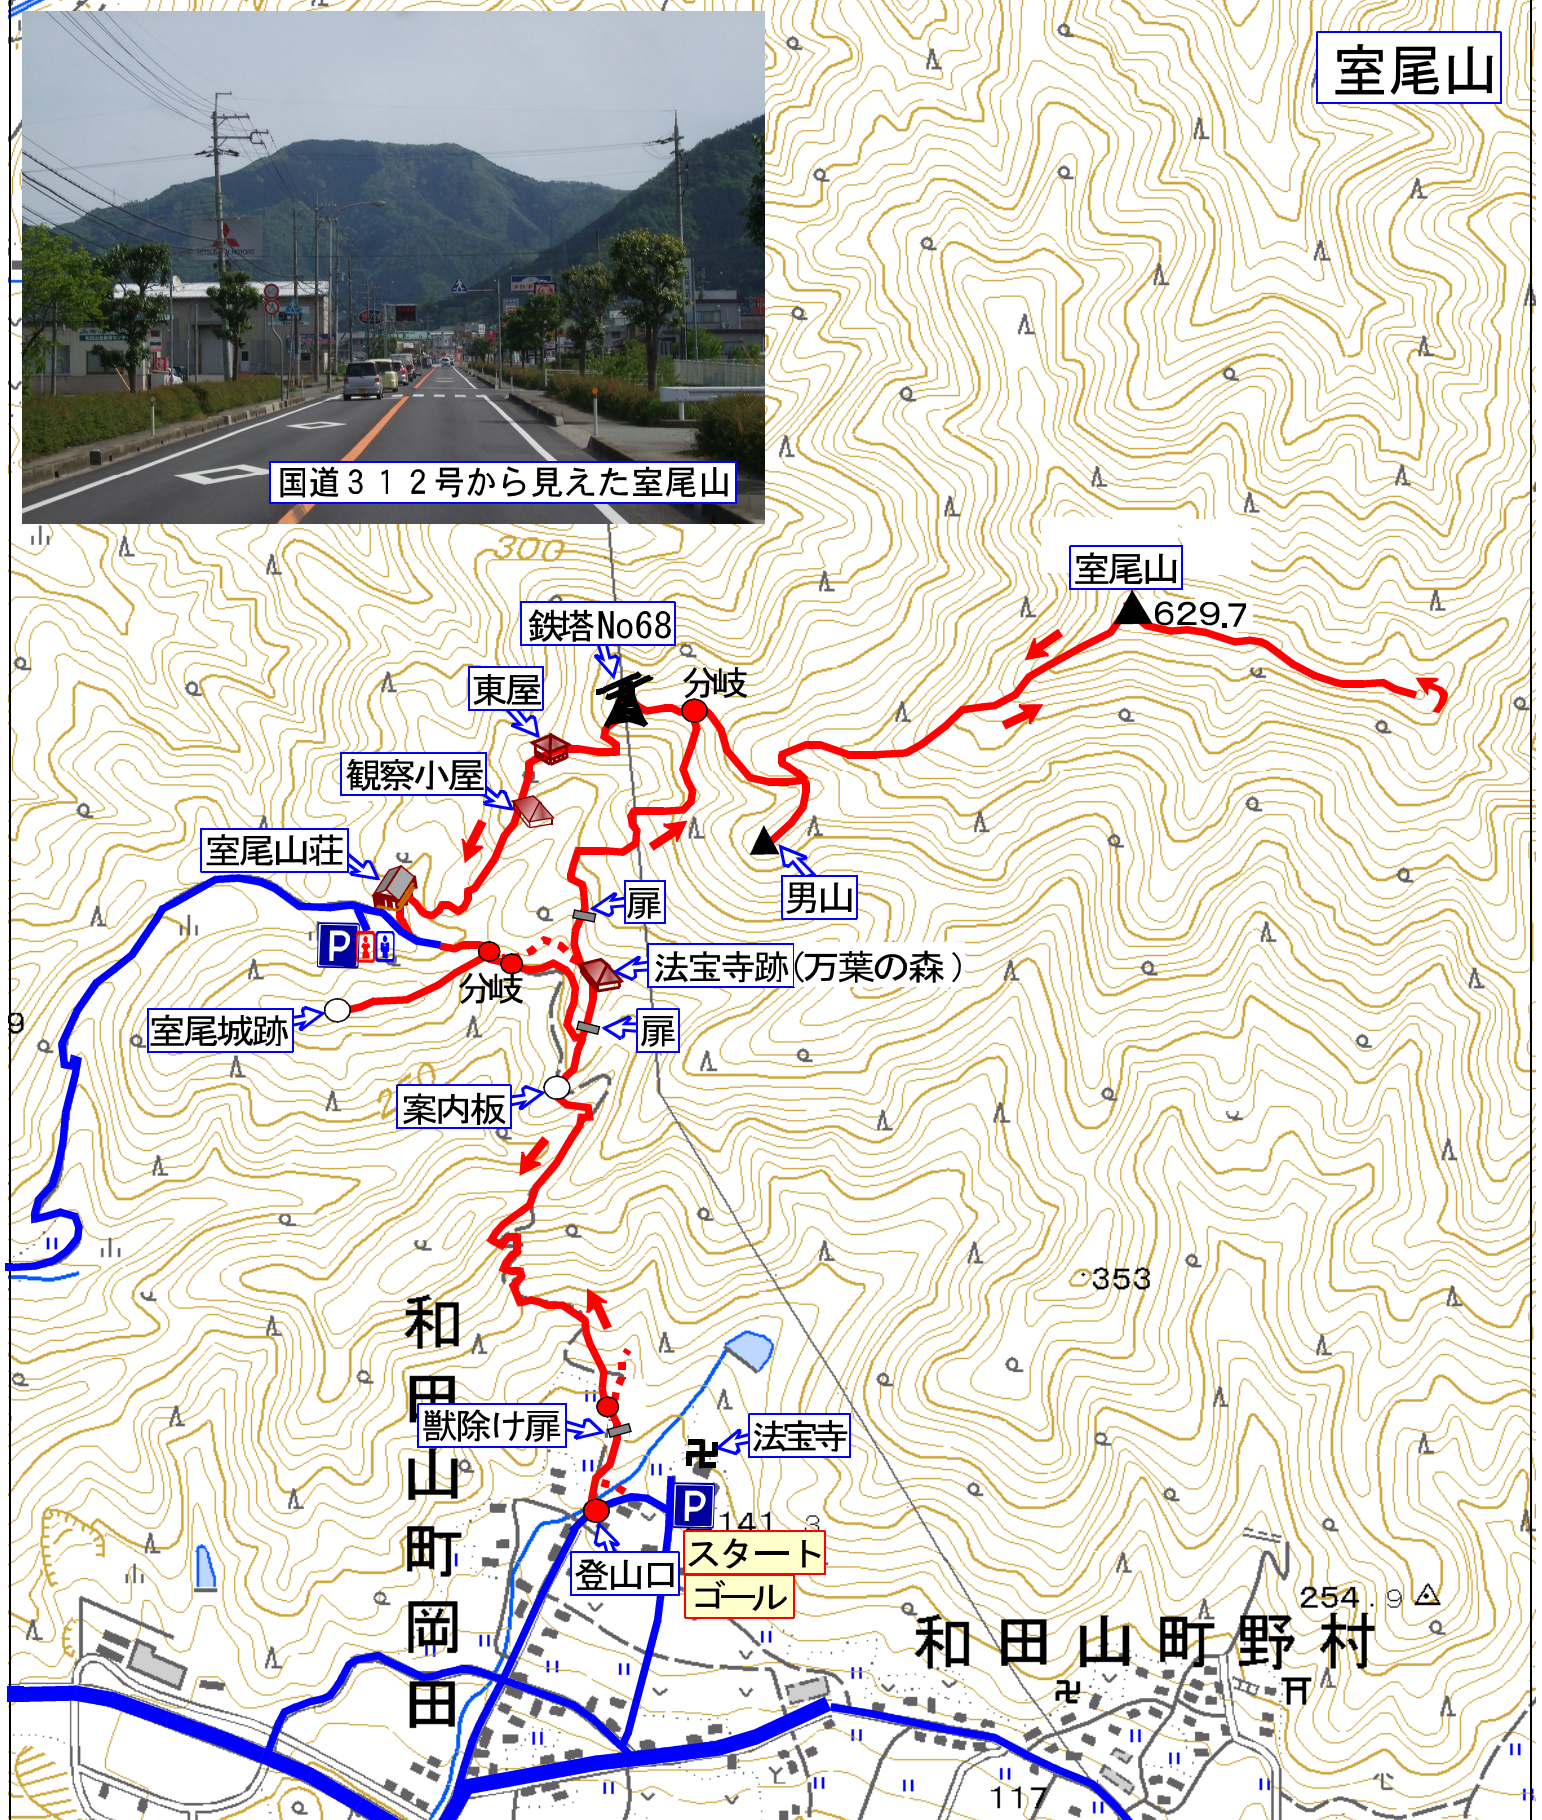 室尾山
国道３１２号から見えた室尾山
300
室尾山
629.7
鉄塔No68
分岐
東屋
観察小屋
室尾山荘
男山
扉
P
法宝寺跡(万葉の森)
分岐
室尾城跡
扉
9
250
案内板
353
和田山町岡田
獣除け扉
法宝寺
P
141.3
スタート
登山口
ゴール
254.9
和田山町野村
117